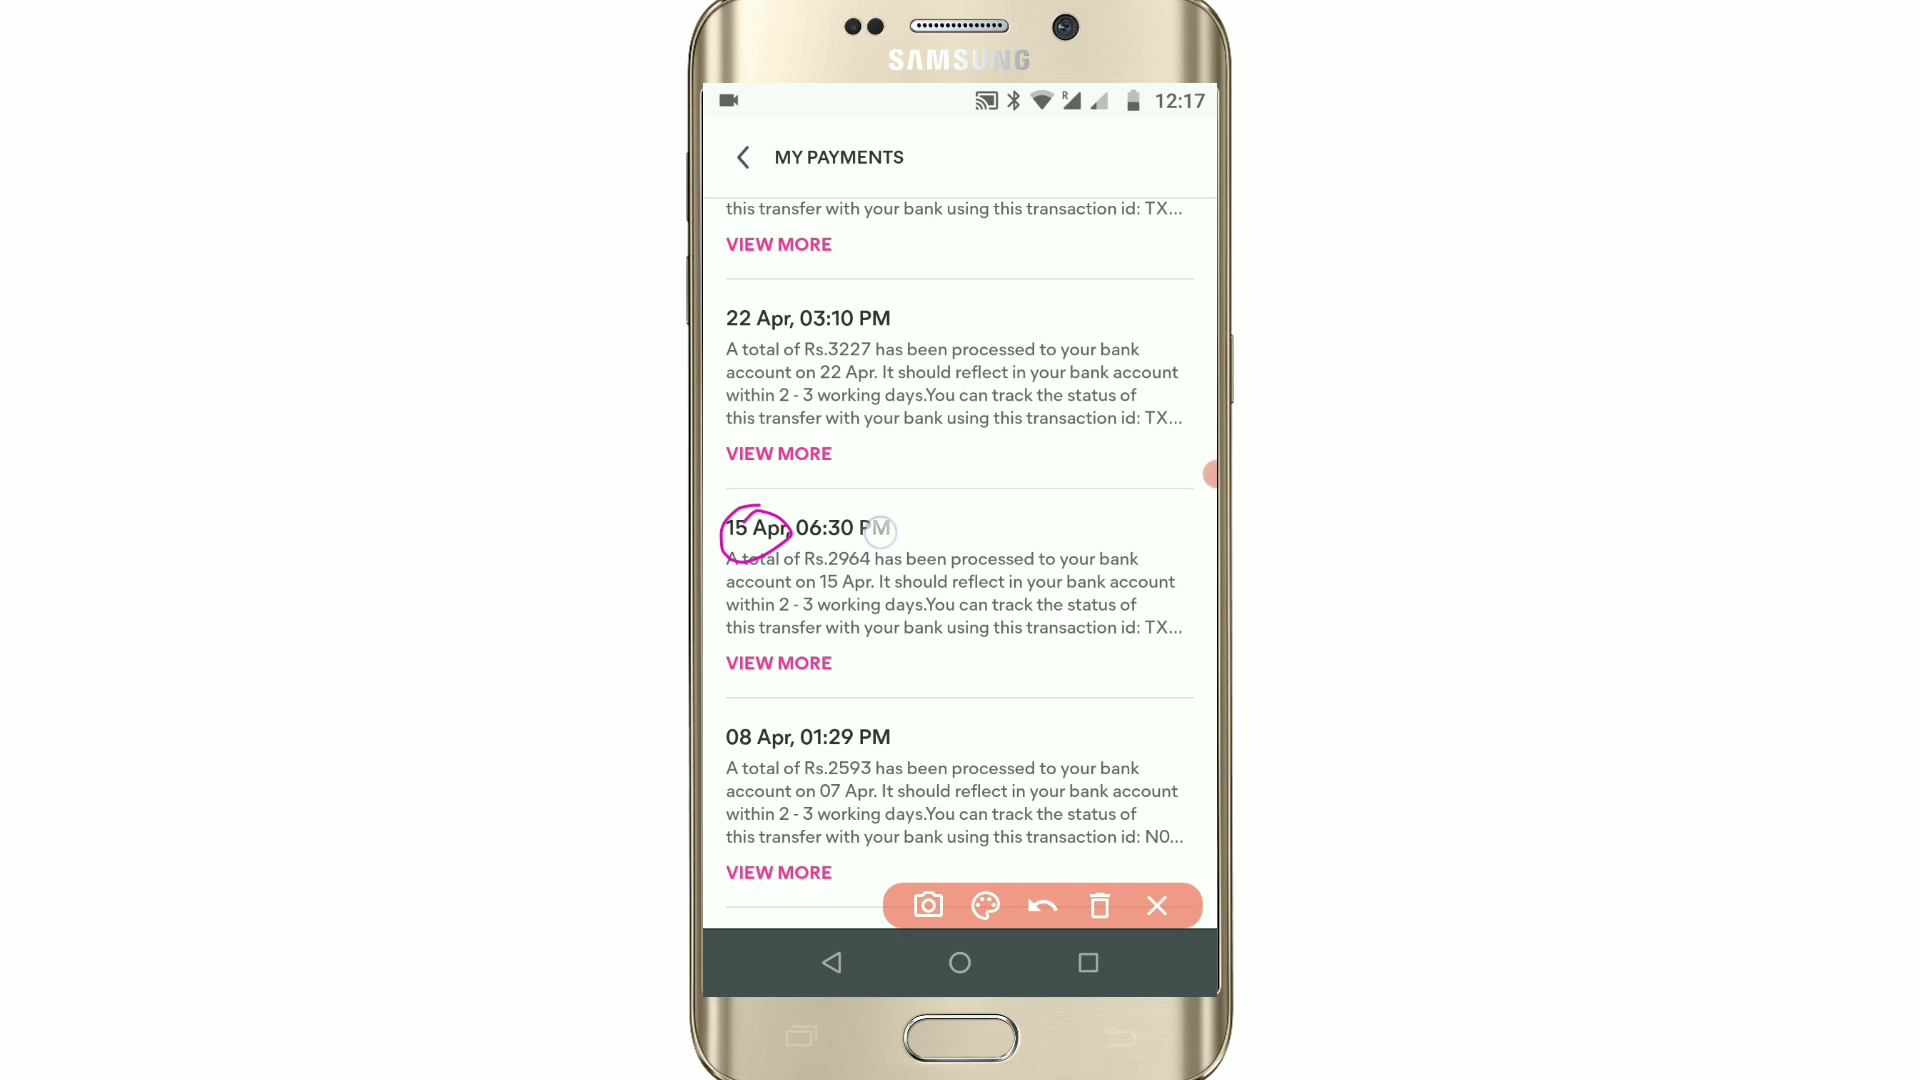 SAMSUNG
R
12:17
MY PAYMENTS
this transfer with your bank using this transaction id: TX...
VIEW MORE
22 Apr, 03:10 PM
A total of Rs.3227 has been processed to your bank
account on 22 Apr. It should reflect in your bank account
within 2 - 3 working days.You can track the status of
this transfer with your bank using this transaction id: TX...
VIEW MORE
15 Apr, 06:30 PM
A total of Rs.2964 has been processed to your bank
account on 15 Apr. It should reflect in your bank account
within 2 - 3 working days.You can track the status of
this transfer with your bank using this transaction id: TX...
VIEW MORE
08 Apr, 01:29 PM
A total of Rs.2593 has been processed to your bank
account on 07 Apr. It should reflect in your bank account
within 2 - 3 working days.You can track the status of
this transfer with your bank using this transaction id: N0...
VIEW MORE